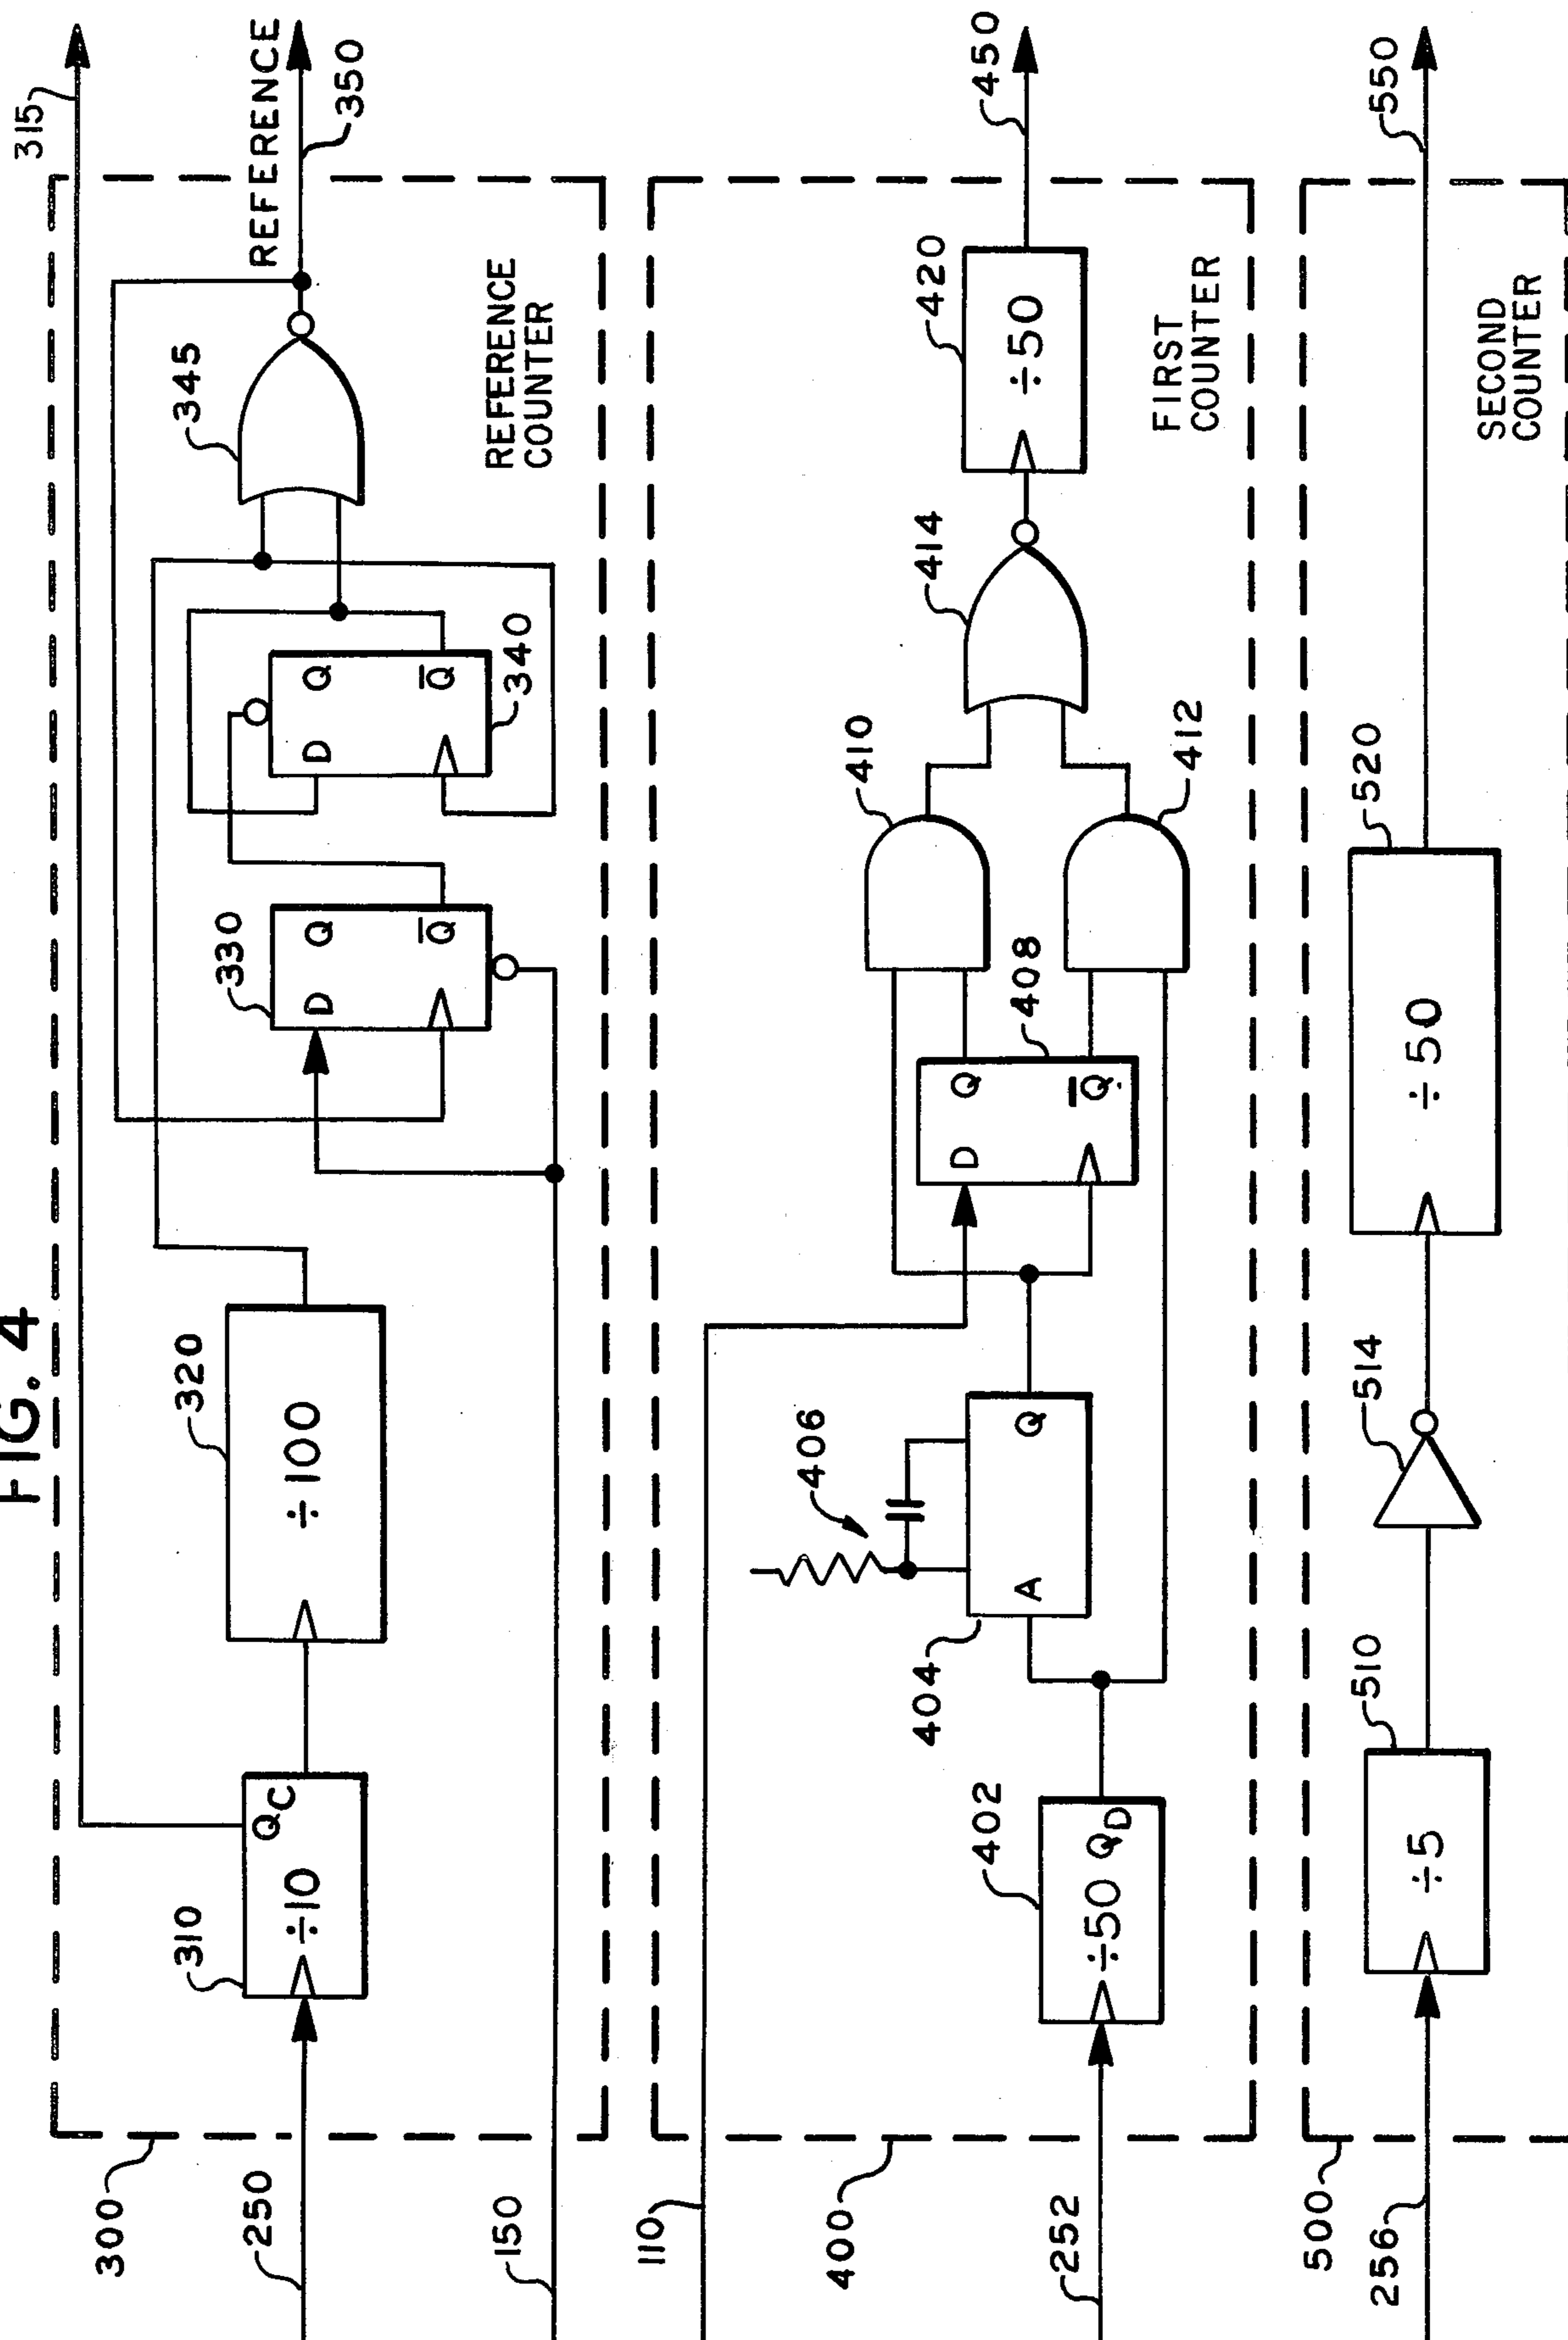 FIG. 4
315
REFERENCE
350
345
REFERENCE
COUNTER
340
D
Q
Q̅
330
D
Q
Q̅
320
÷100
310
÷10
QC
300
250
150
450
420
÷50
FIRST
COUNTER
414
410
412
408
D
Q
Q̅
406
404
A
Q
402
÷50 QD
110
400
252
550
SECOND
COUNTER
520
÷50
514
510
÷5
500
256